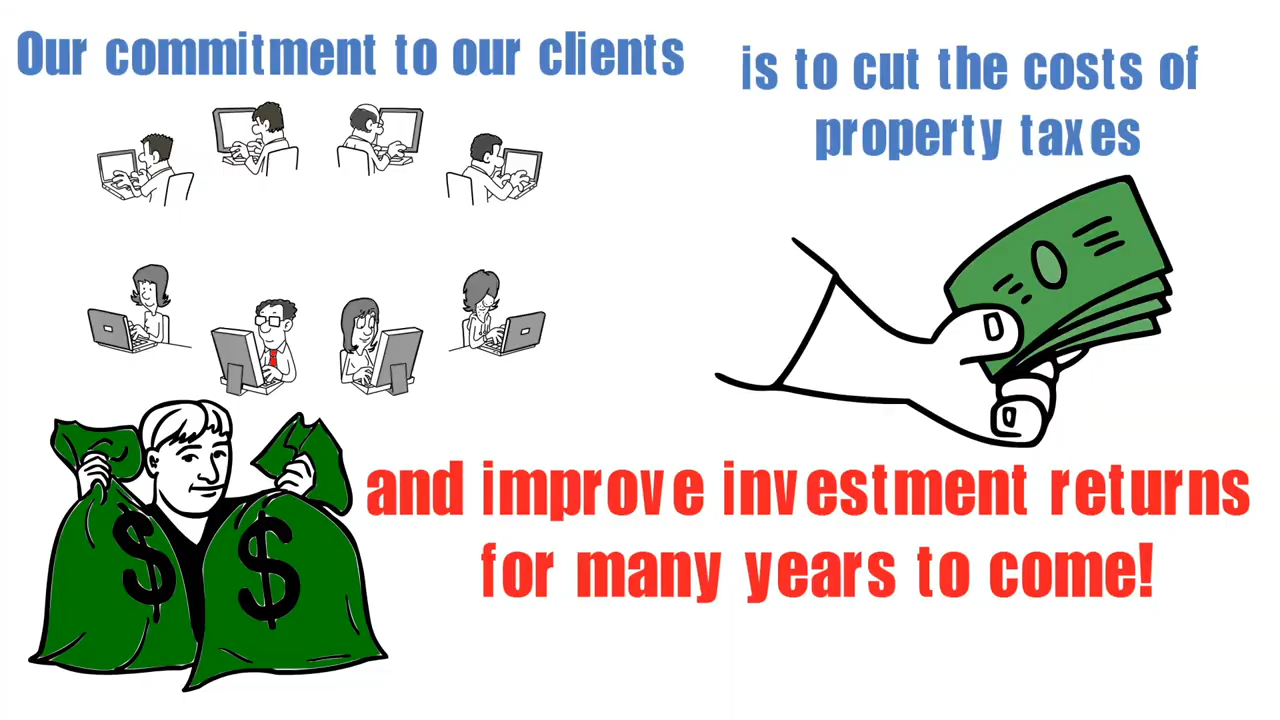 Our commitment to our clients
is to cut the costs of
property taxes
$ $
and improve investment returns
for many years to come!